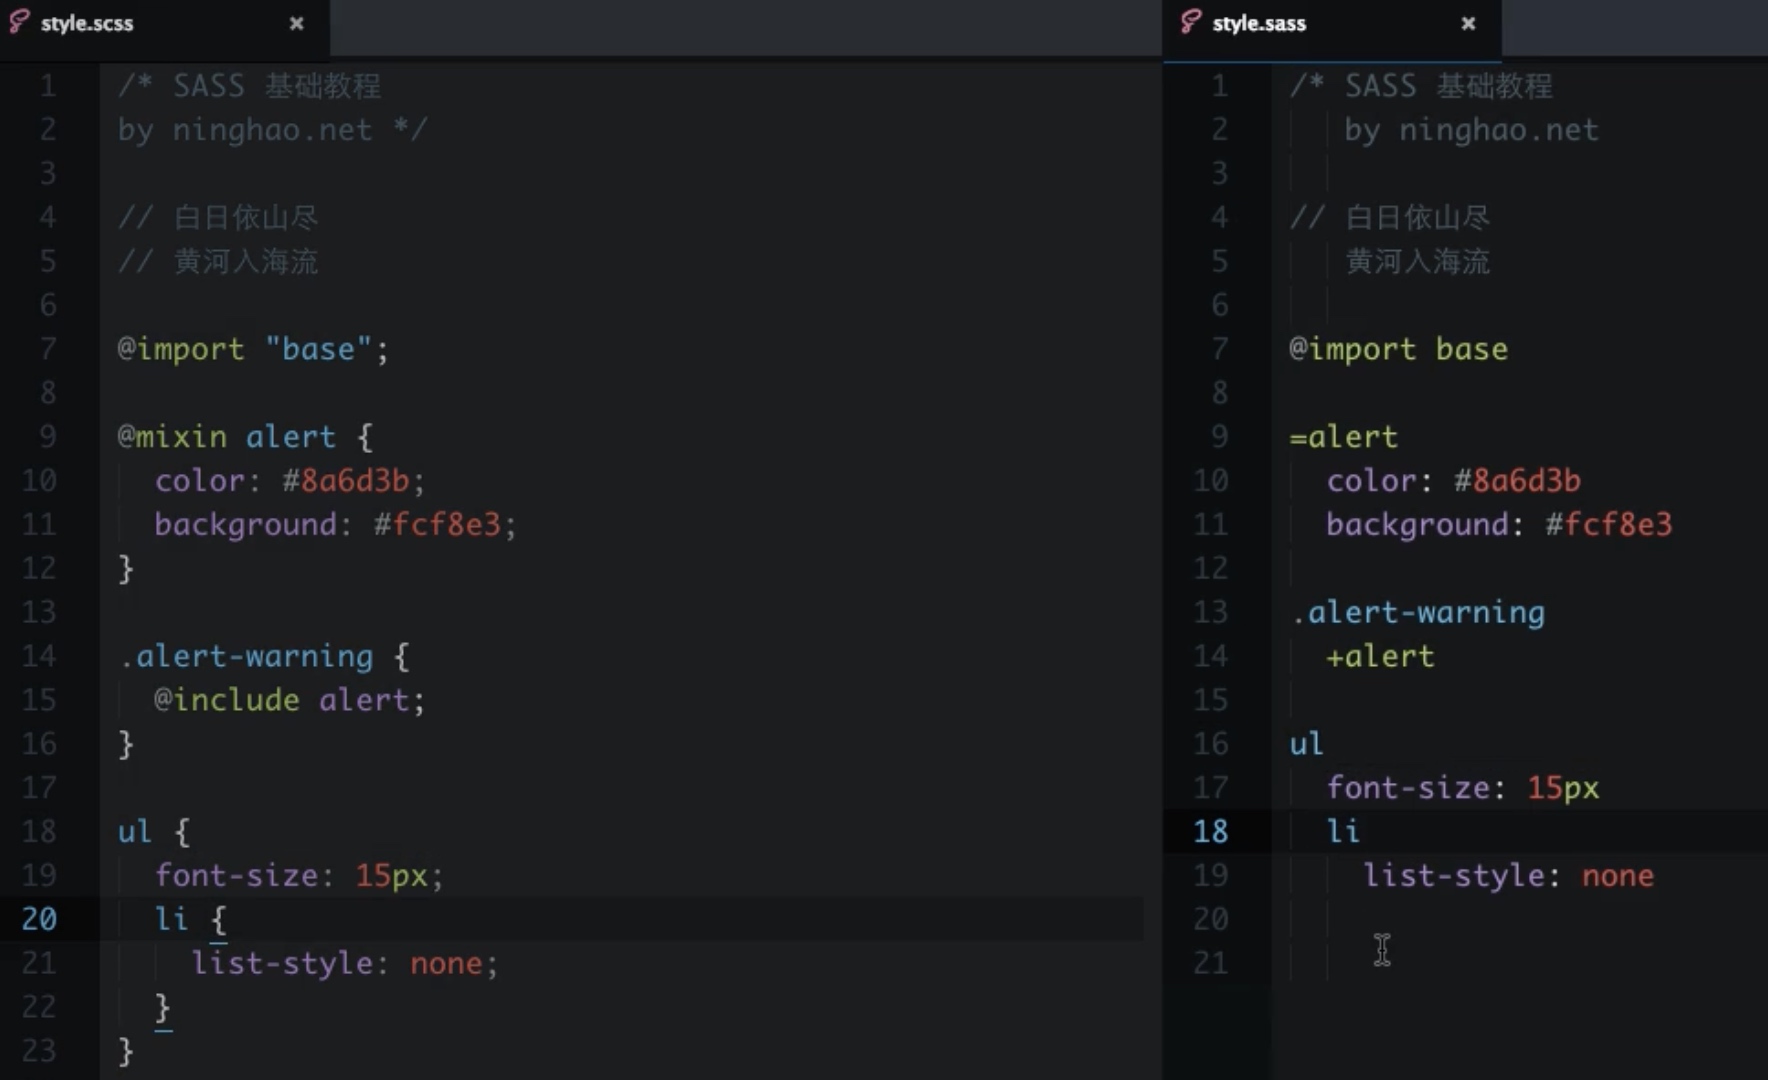 style.scss
1 /* SASS 基础教程
2 by ninghao.net */
3
4 // 白日依山尽
5 // 黄河入海流
6
7 @import "base";
8
9 @mixin alert {
10   color: #8a6d3b;
11   background: #fcf8e3;
12 }
13
14 .alert-warning {
15   @include alert;
16 }
17
18 ul {
19   font-size: 15px;
20   li {
21     list-style: none;
22   }
23 }
style.sass
1 /* SASS 基础教程
2    by ninghao.net
3
4 // 白日依山尽
5    黄河入海流
6
7 @import base
8
9 =alert
10   color: #8a6d3b
11   background: #fcf8e3
12
13 .alert-warning
14   +alert
15
16 ul
17   font-size: 15px
18   li
19     list-style: none
20
21